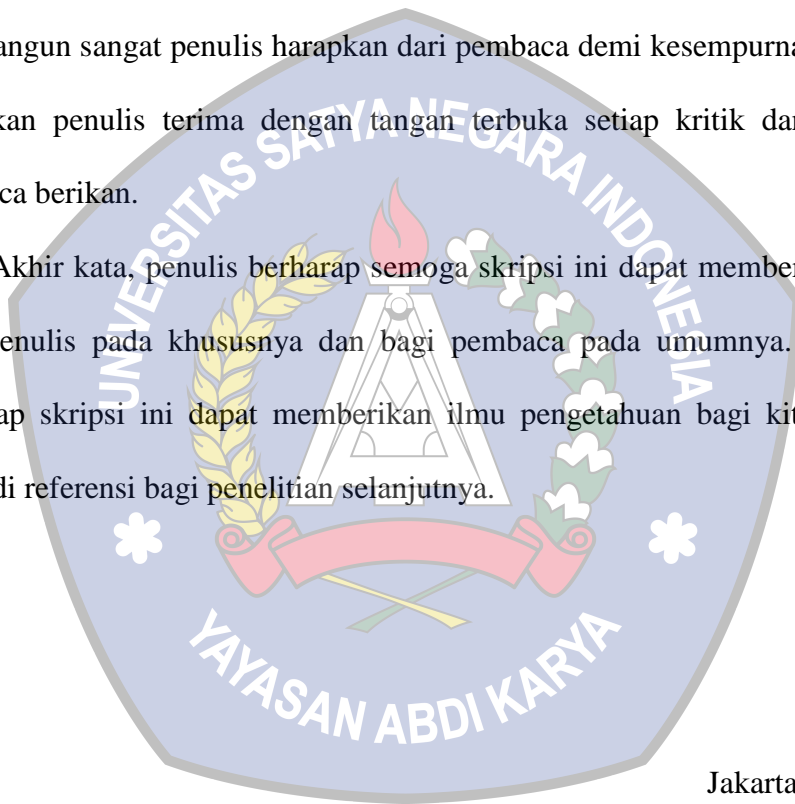 angun sangat penulis harapkan dari pembaca demi kesempurna
kan penulis terima dengan tangan terbuka setiap kritik dar
ca berikan.
Akhir kata, penulis berharap semoga skripsi ini dapat member
enulis pada khususnya dan bagi pembaca pada umumnya.
ap skripsi ini dapat memberikan ilmu pengetahuan bagi kit
di referensi bagi penelitian selanjutnya.
UNIVERSITAS SATYA NEGARA INDONESIA
YAYASAN ABDI KARYA
Jakarta